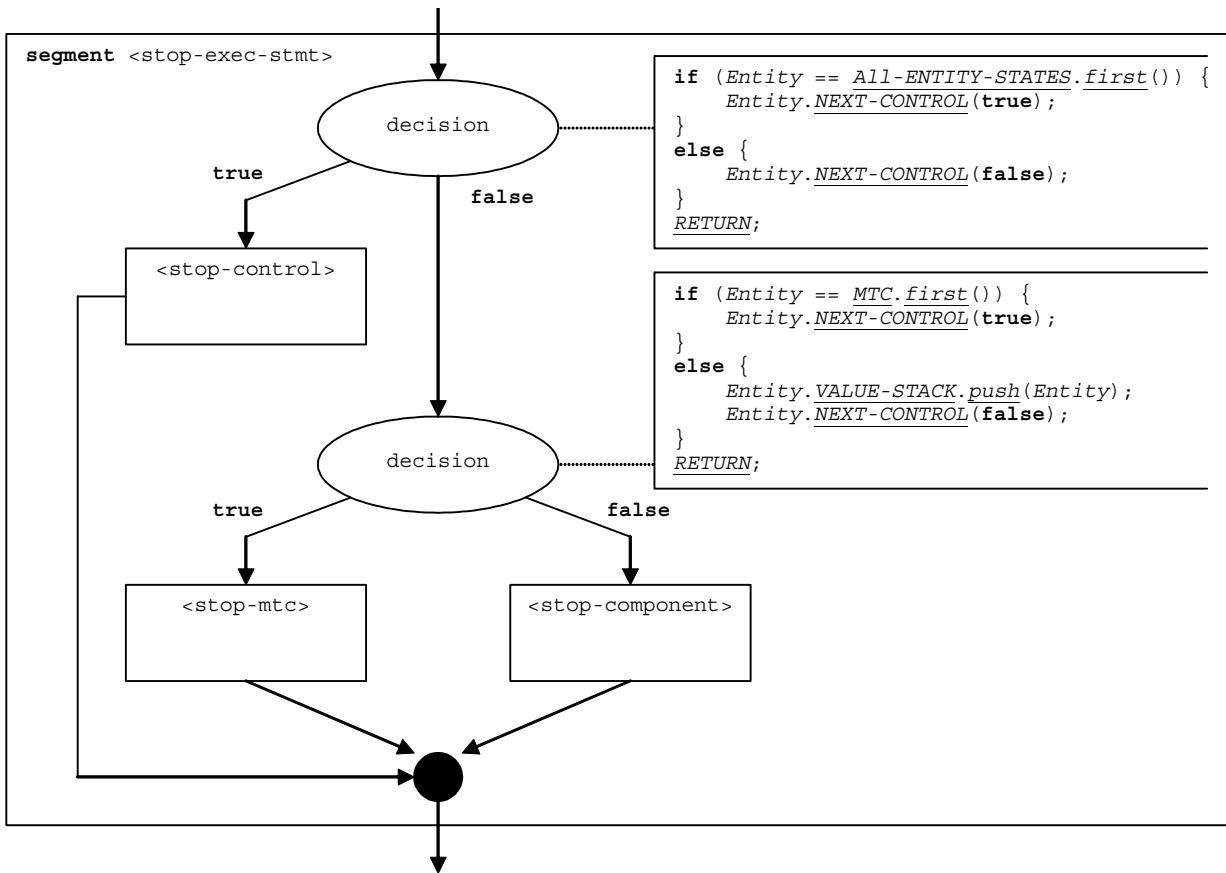 segment <stop-exec-stmt>
decision
if (Entity == All-ENTITY-STATES.first()) {
Entity.NEXT-CONTROL(true);
}
else {
Entity.NEXT-CONTROL(false);
}
RETURN;
true
false
<stop-control>
if (Entity == MTC.first()) {
Entity.NEXT-CONTROL(true);
}
else {
Entity.VALUE-STACK.push(Entity);
Entity.NEXT-CONTROL(false);
}
RETURN;
decision
true
false
<stop-mtc>
<stop-component>